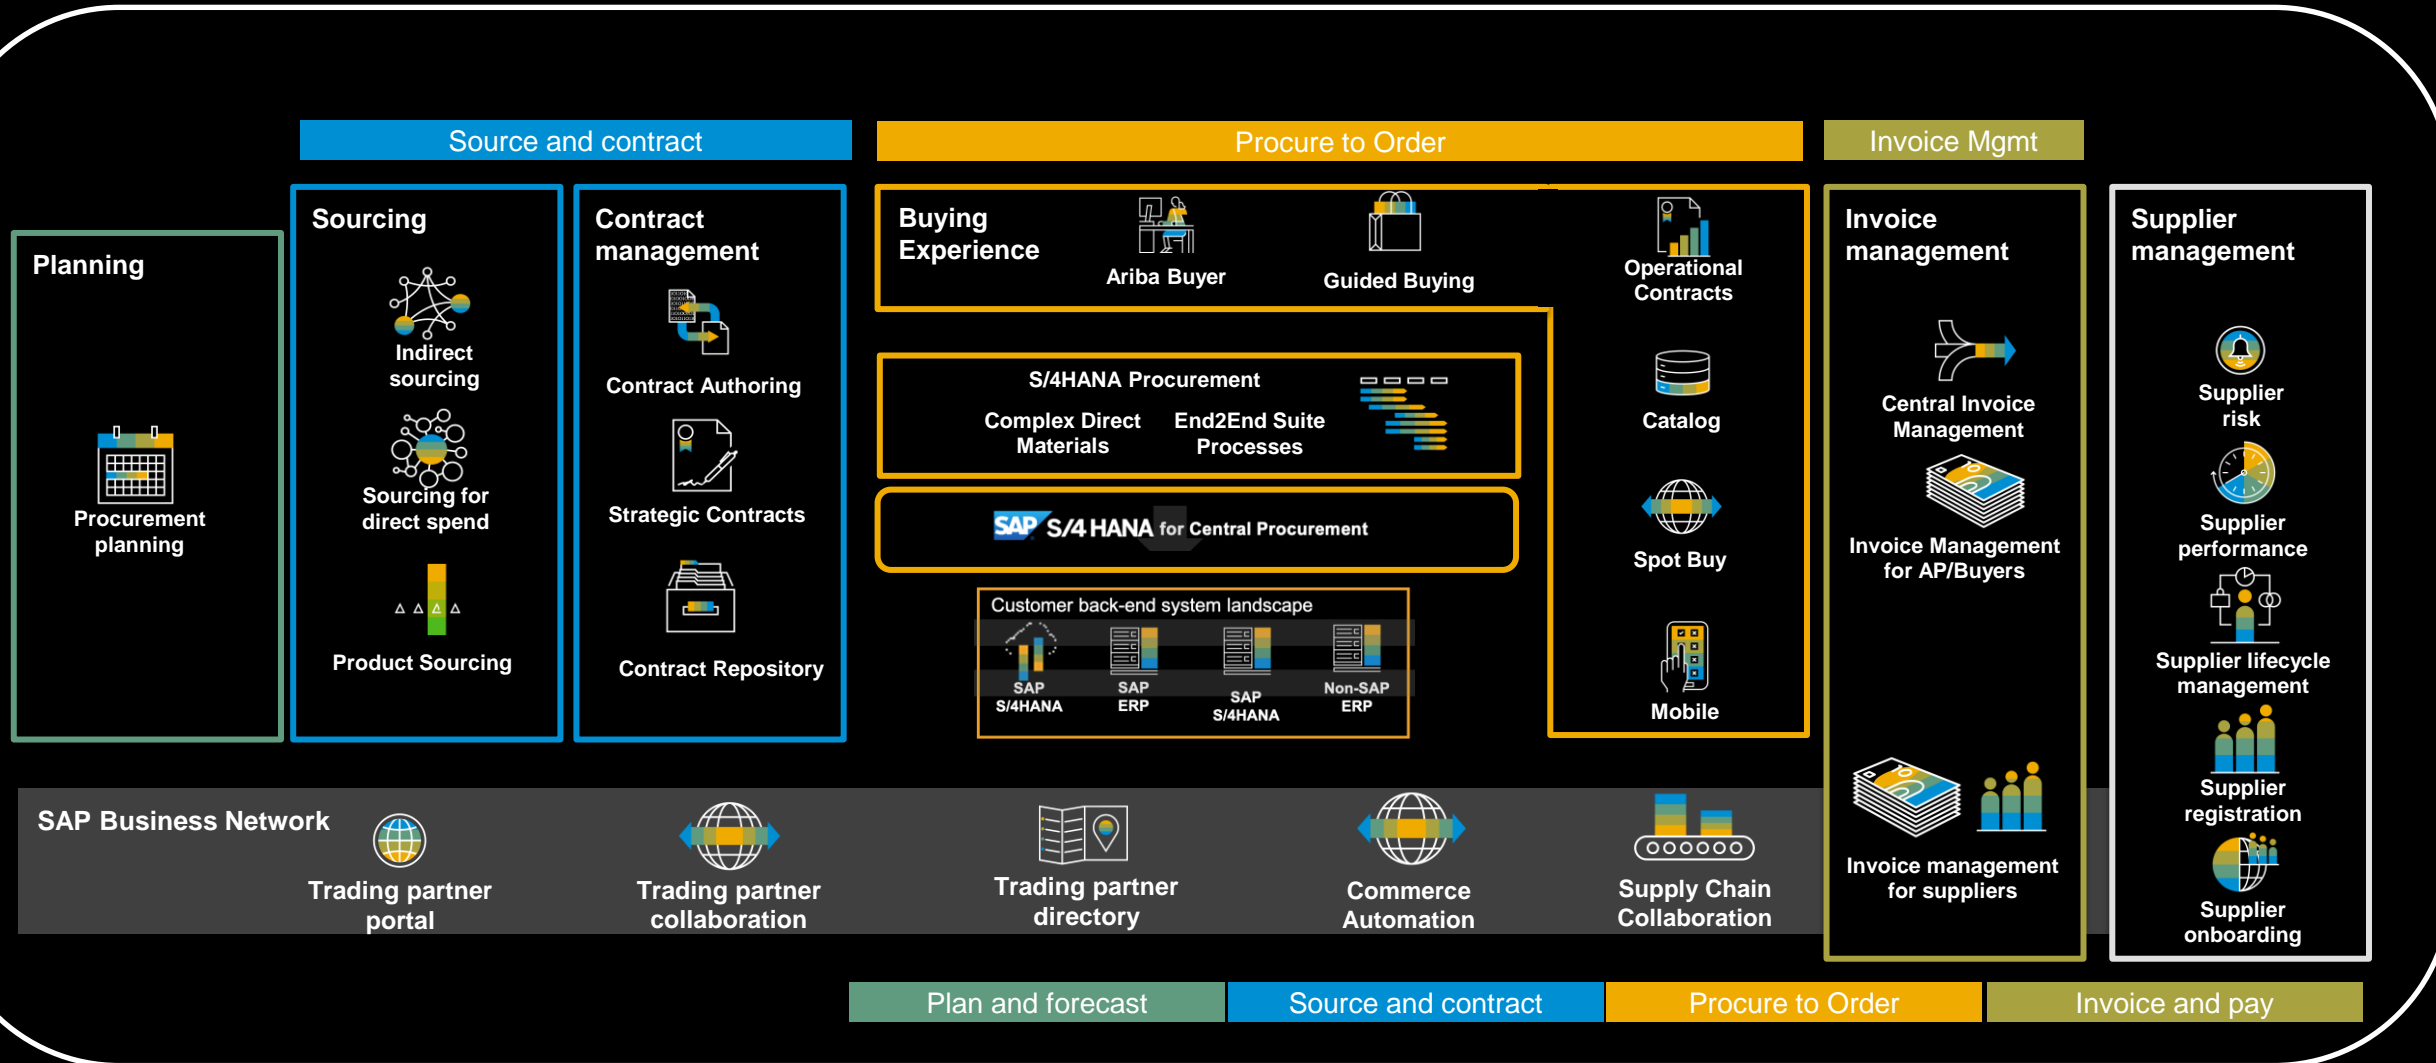 Source and contract
Procure to Order
Invoice Mgmt
Planning
Procurement
planning
Sourcing
Indirect
sourcing
Sourcing for
direct spend
Product Sourcing
Contract
management
Contract Authoring
Strategic Contracts
Contract Repository
Buying
Experience
Ariba Buyer
Guided Buying
Operational
Contracts
Catalog
Spot Buy
Mobile
S/4HANA Procurement
Complex Direct
Materials
End2End Suite
Processes
SAP S/4HANA for Central Procurement
Customer back-end system landscape
SAP
S/4HANA
SAP
ERP
SAP
S/4HANA
Non-SAP
ERP
Invoice
management
Central Invoice
Management
Invoice Management
for AP/Buyers
Invoice management
for suppliers
Supplier
management
Supplier
risk
Supplier
performance
Supplier lifecycle
management
Supplier
registration
Supplier
onboarding
SAP Business Network
Trading partner
portal
Trading partner
collaboration
Trading partner
directory
Commerce
Automation
Supply Chain
Collaboration
Plan and forecast
Source and contract
Procure to Order
Invoice and pay